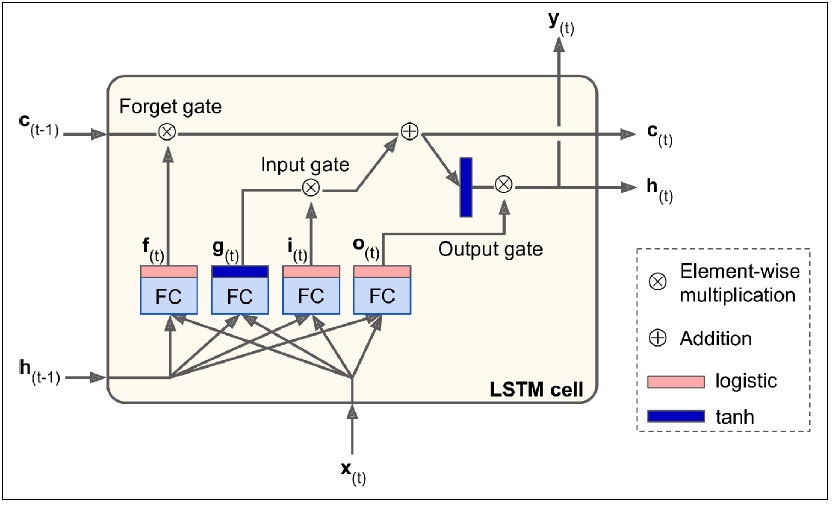 y(t)
Forget gate
c(t-1)
c(t)
Input gate
h(t)
f(t)
g(t)
i(t)
o(t)
Output gate
FC
FC
FC
FC
Element-wise
multiplication
Addition
h(t-1)
LSTM cell
logistic
tanh
x(t)